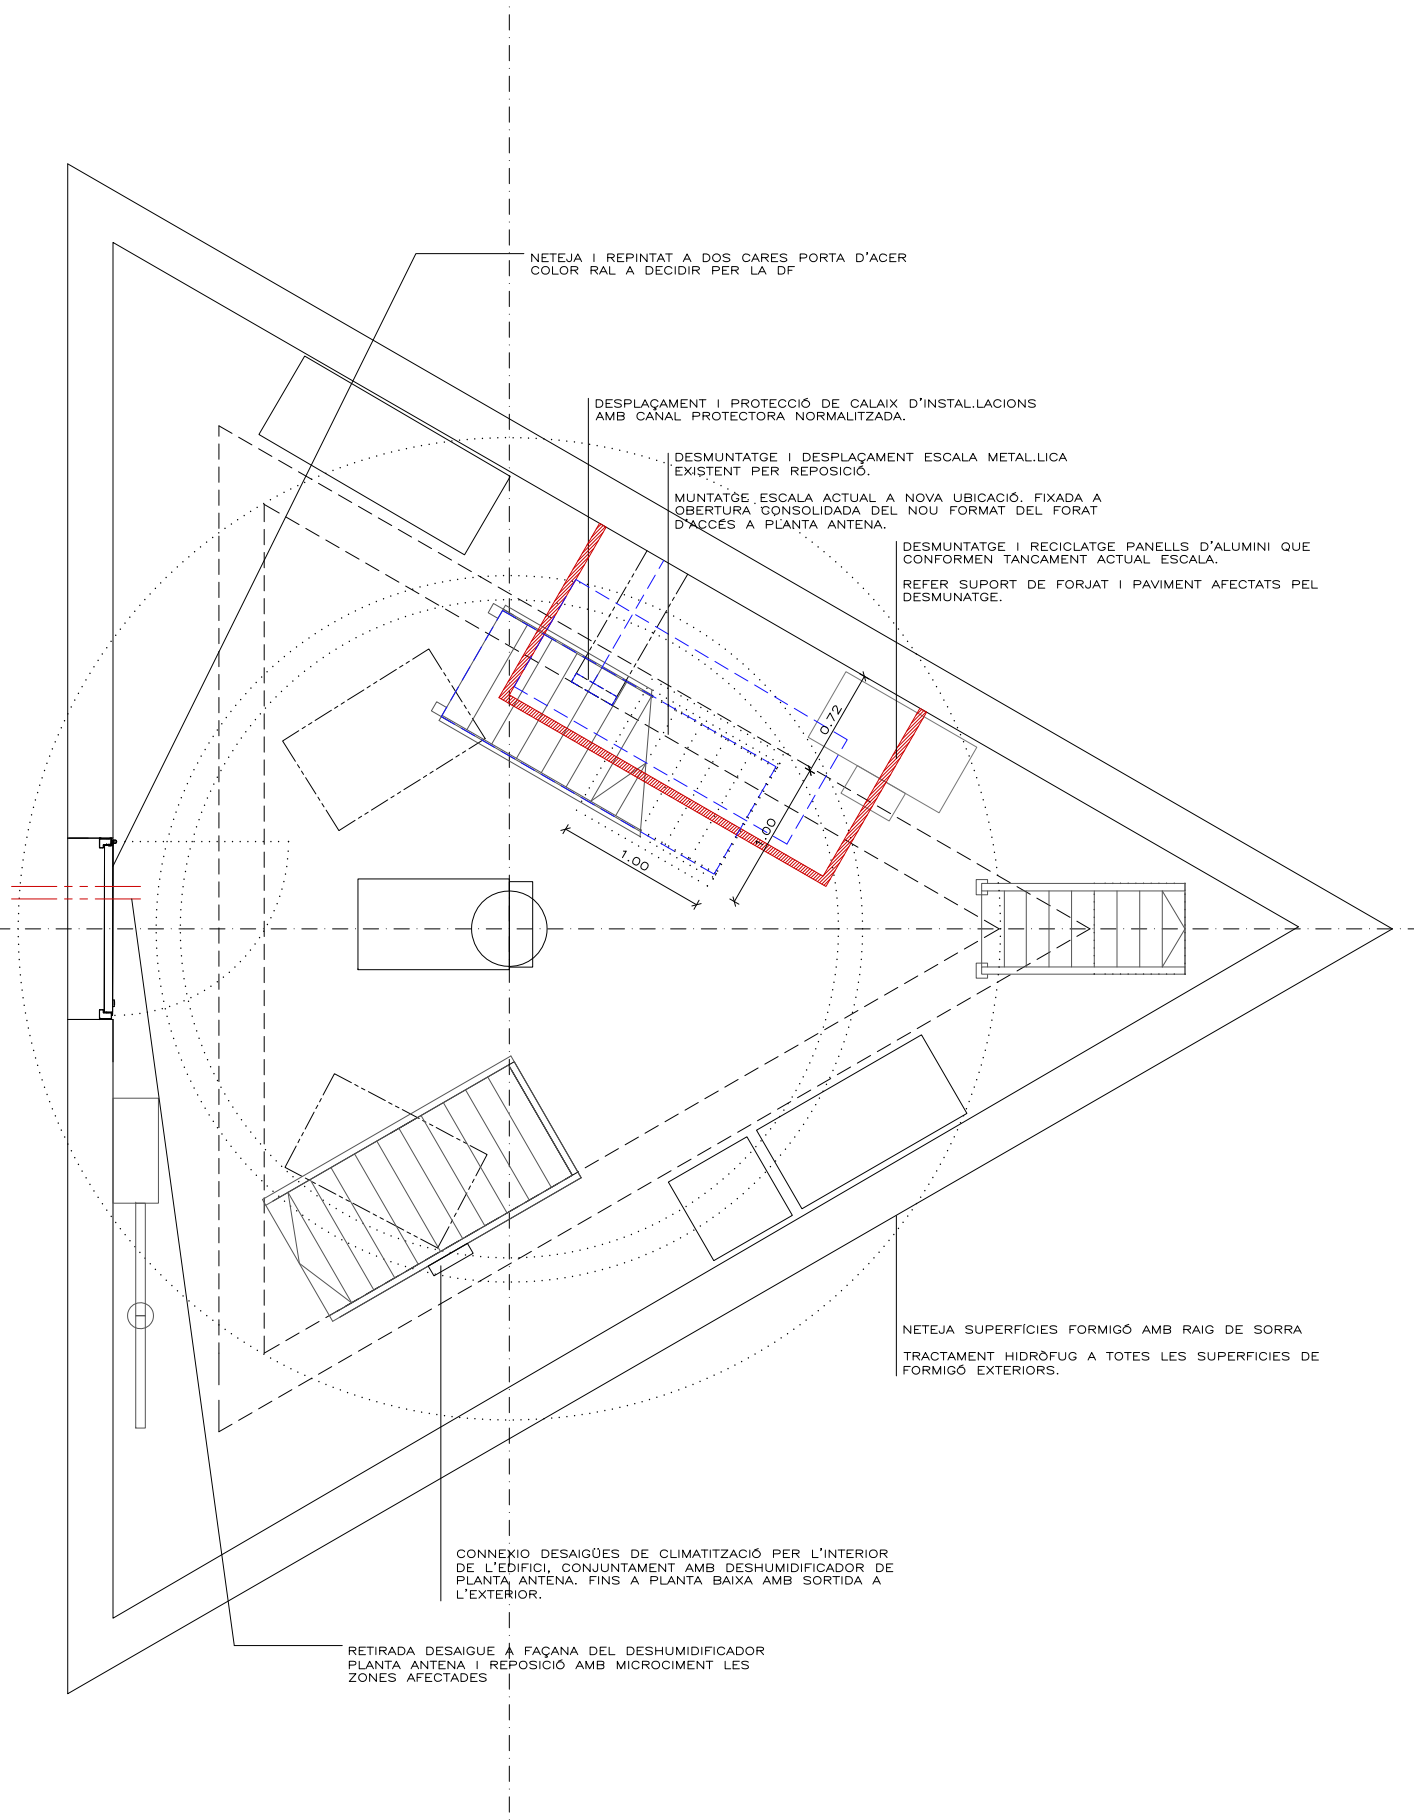 NETEJA I REPINTAT A DOS CARES PORTA D'ACER
COLOR RAL A DECIDIR PER LA DF
DESPLAÇAMENT I PROTECCIÓ DE CALAIX D'INSTAL.LACIONS
AMB CANAL PROTECTORA NORMALITZADA.
DESMUNTATGE I DESPLAÇAMENT ESCALA METAL.LICA
EXISTENT PER REPOSICIÓ.
MUNTATGE ESCALA ACTUAL A NOVA UBICACIÓ. FIXADA A
OBERTURA CONSOLIDADA DEL NOU FORMAT DEL FORAT
D'ACCÉS A PLANTA ANTENA.
DESMUNTATGE I RECICLATGE PANELLS D'ALUMINI QUE
CONFORMEN TANCAMENT ACTUAL ESCALA.
REFER SUPORT DE FORJAT I PAVIMENT AFECTATS PEL
DESMUNATGE.
0.72
1.00
1.00
NETEJA SUPERFÍCIES FORMIGÓ AMB RAIG DE SORRA
TRACTAMENT HIDRÒFUG A TOTES LES SUPERFICIES DE
FORMIGÓ EXTERIORS.
CONNEXIO DESAIGÜES DE CLIMATITZACIÓ PER L'INTERIOR
DE L'EDIFICI, CONJUNTAMENT AMB DESHUMIDIFICADOR DE
PLANTA ANTENA. FINS A PLANTA BAIXA AMB SORTIDA A
L'EXTERIOR.
RETIRADA DESAIGUE A FAÇANA DEL DESHUMIDIFICADOR
PLANTA ANTENA I REPOSICIÓ AMB MICROCIMENT LES
ZONES AFECTADES